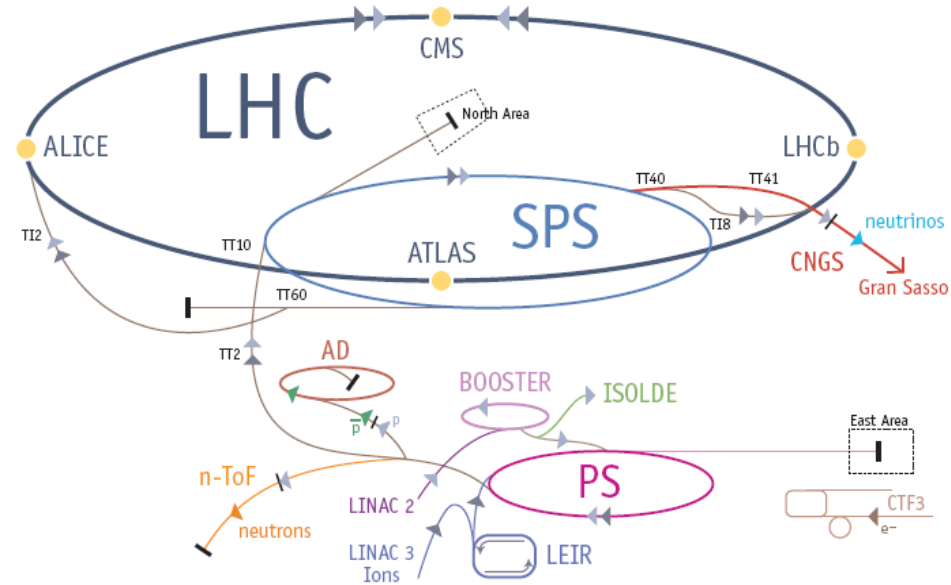 CMS
LHC
North Area
ALICE
LHCb
TT40
TT41
SPS
TI8
neutrinos
TI2
TT10
ATLAS
CNGS
Gran Sasso
TT60
TT2
AD
BOOSTER
ISOLDE
p
p̅
East Area
n-ToF
PS
LINAC 2
CTF3
neutrons
e-
LINAC 3
Ions
LEIR